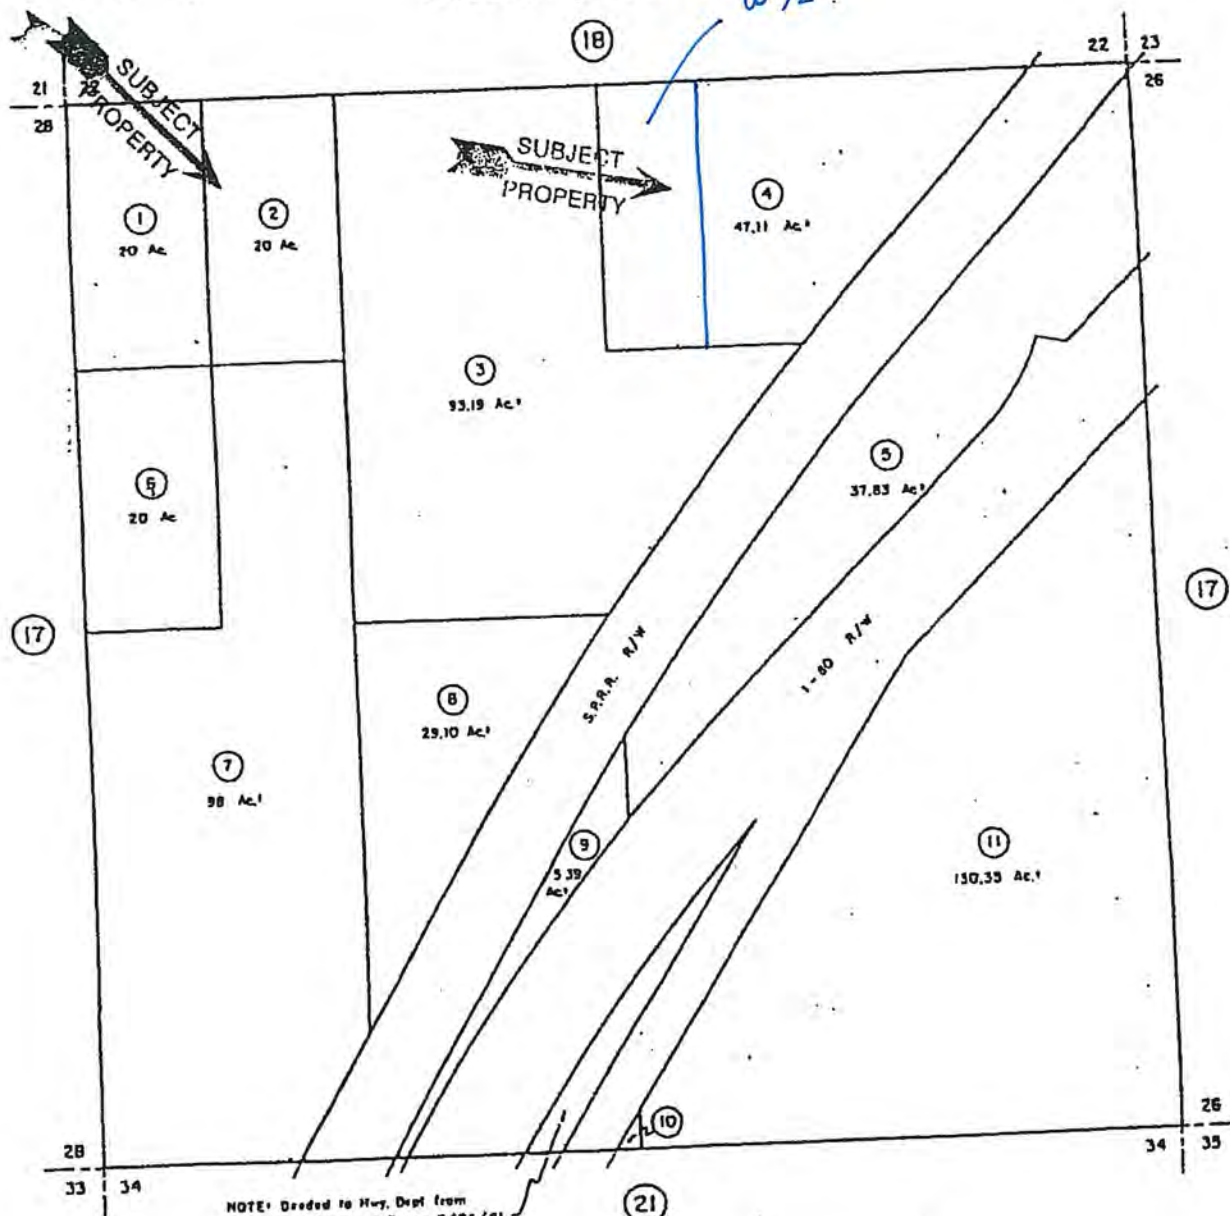 18
22 23
26
21 22
28
SUBJECT
PROPERTY
SUBJECT
PROPERTY
1
20 Ac
2
20 Ac
4
47.11 Ac.±
3
93.19 Ac.±
5
37.83 Ac.±
6
20 Ac
17
17
S.P.R.R. R/W
I-80 R/W
8
29.10 Ac.±
7
98 Ac.±
9
5.39
Ac.±
11
130.35 Ac.±
10
28
33 34
26
34 35
NOTE: Deeded to Hwy. Dept from
21